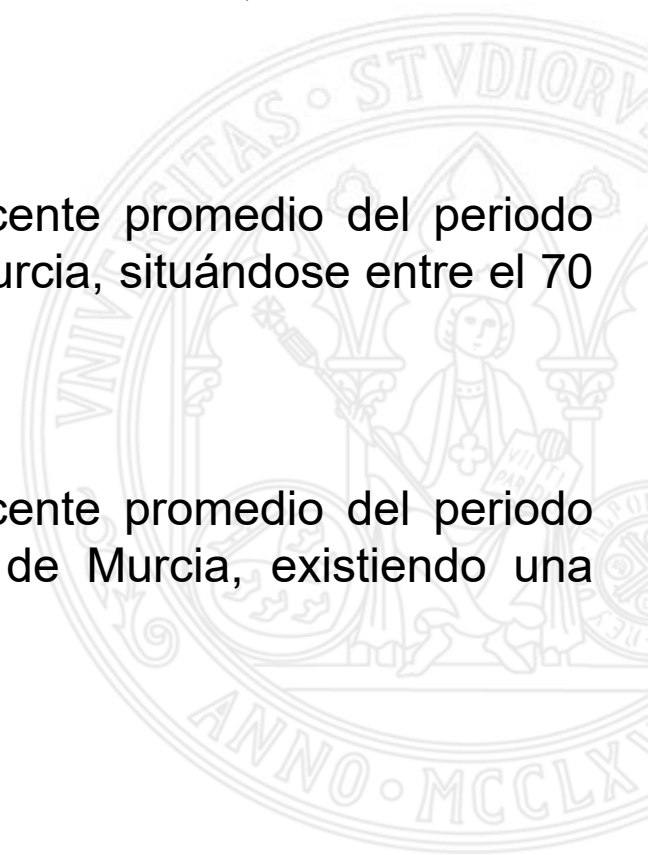 cente promedio del periodo
urcia, situándose entre el 70
cente promedio del periodo
de Murcia, existiendo una
VNIVERSITAS · STVDIORV
ANNO · MCCLX